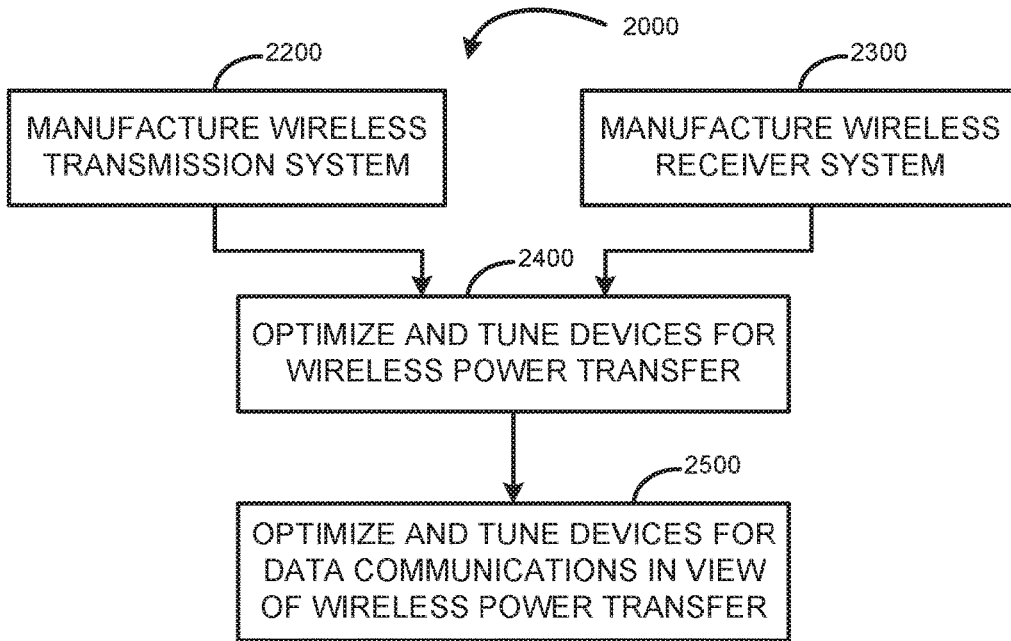 2000
2200
2300
MANUFACTURE WIRELESS
TRANSMISSION SYSTEM
MANUFACTURE WIRELESS
RECEIVER SYSTEM
2400
OPTIMIZE AND TUNE DEVICES FOR
WIRELESS POWER TRANSFER
2500
OPTIMIZE AND TUNE DEVICES FOR
DATA COMMUNICATIONS IN VIEW
OF WIRELESS POWER TRANSFER